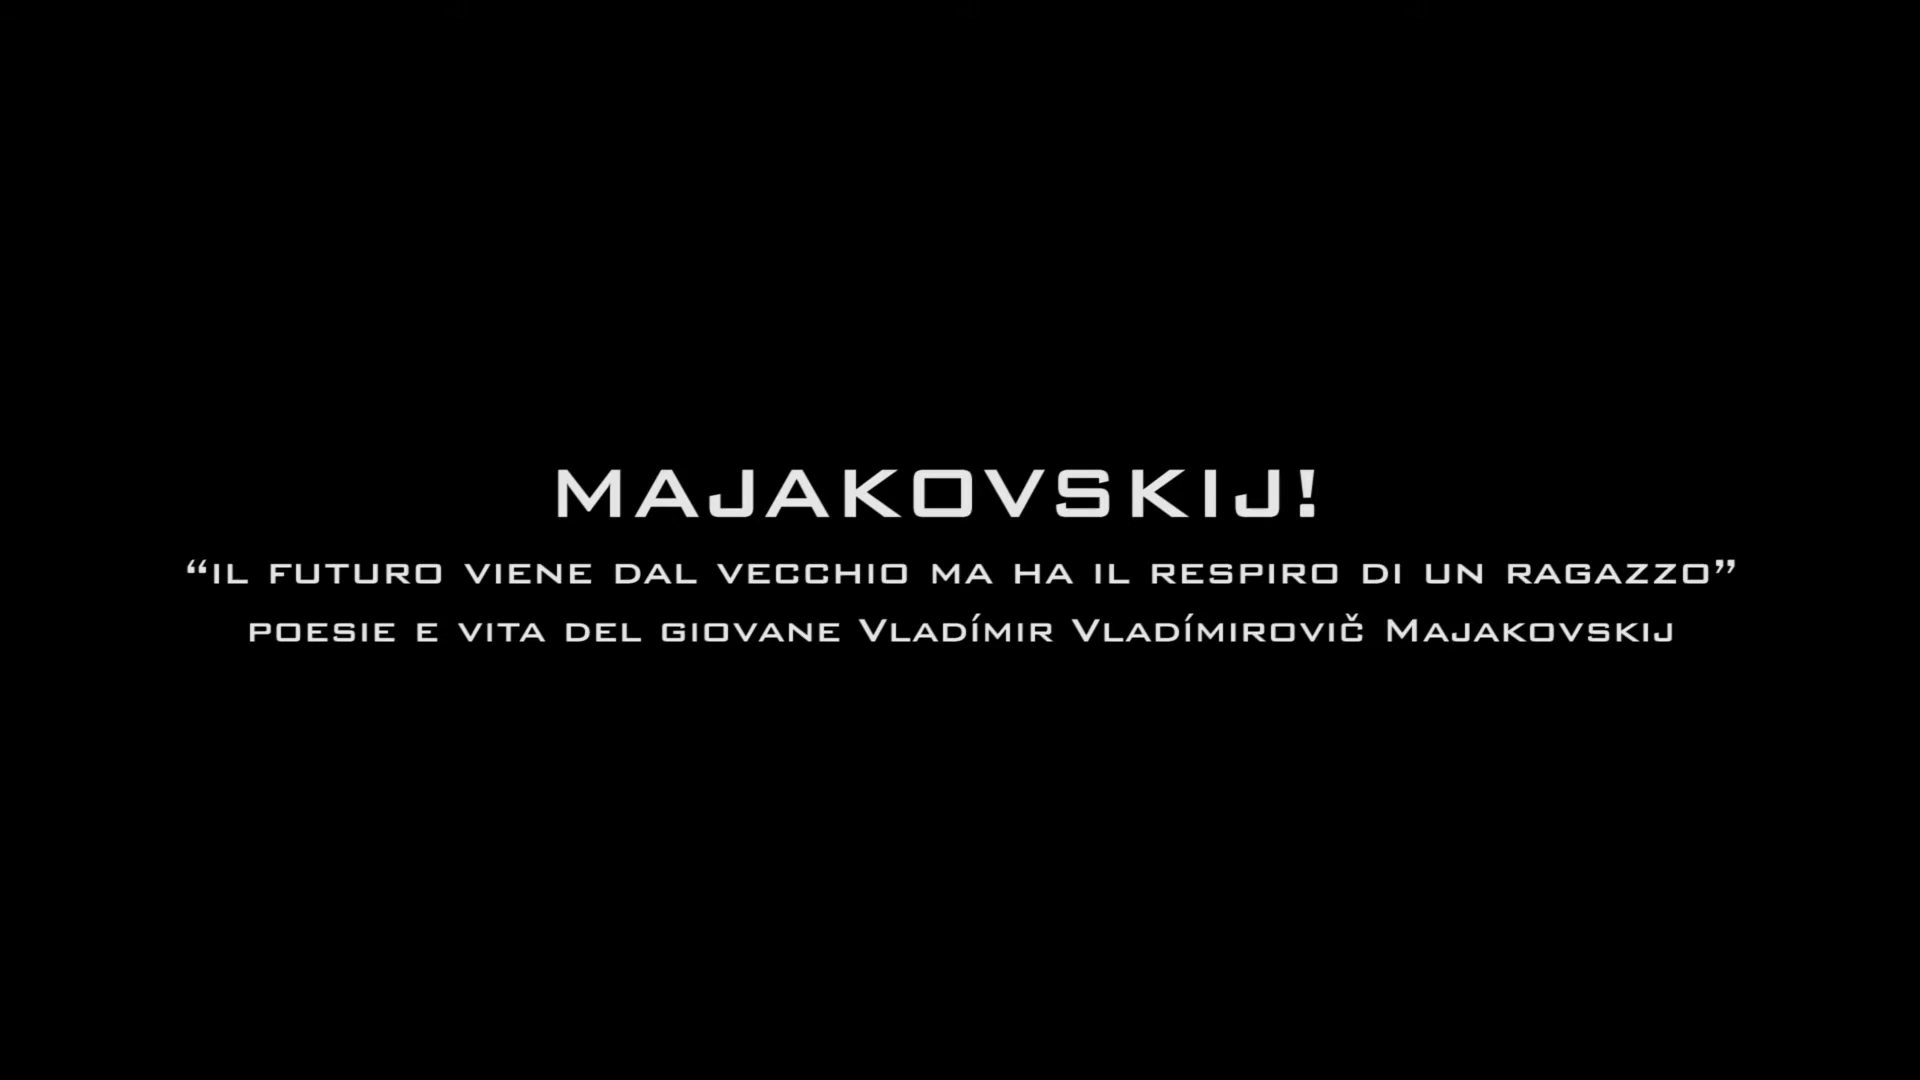 MAJAKOVSKIJ!
“IL FUTURO VIENE DAL VECCHIO MA HA IL RESPIRO DI UN RAGAZZO”
POESIE E VITA DEL GIOVANE VLADÍMIR VLADÍMIROVIČ MAJAKOVSKIJ